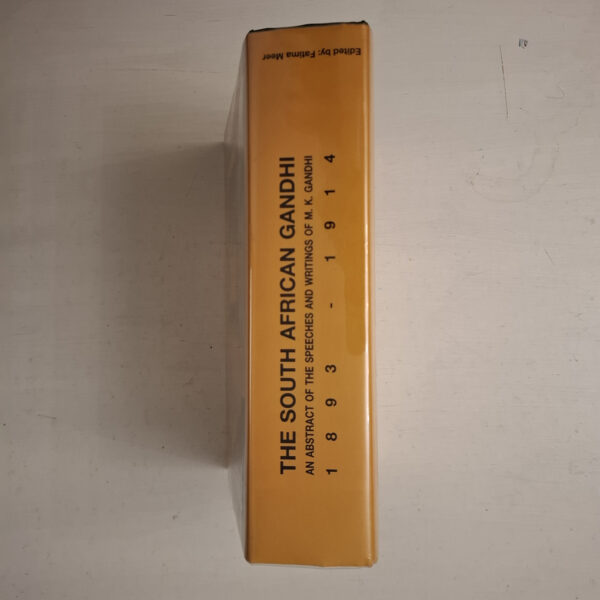 Edited by: Fatima Meer
THE SOUTH AFRICAN GANDHI
AN ABSTRACT OF THE SPEECHES AND WRITINGS OF M. K. GANDHI
1893 - 1914